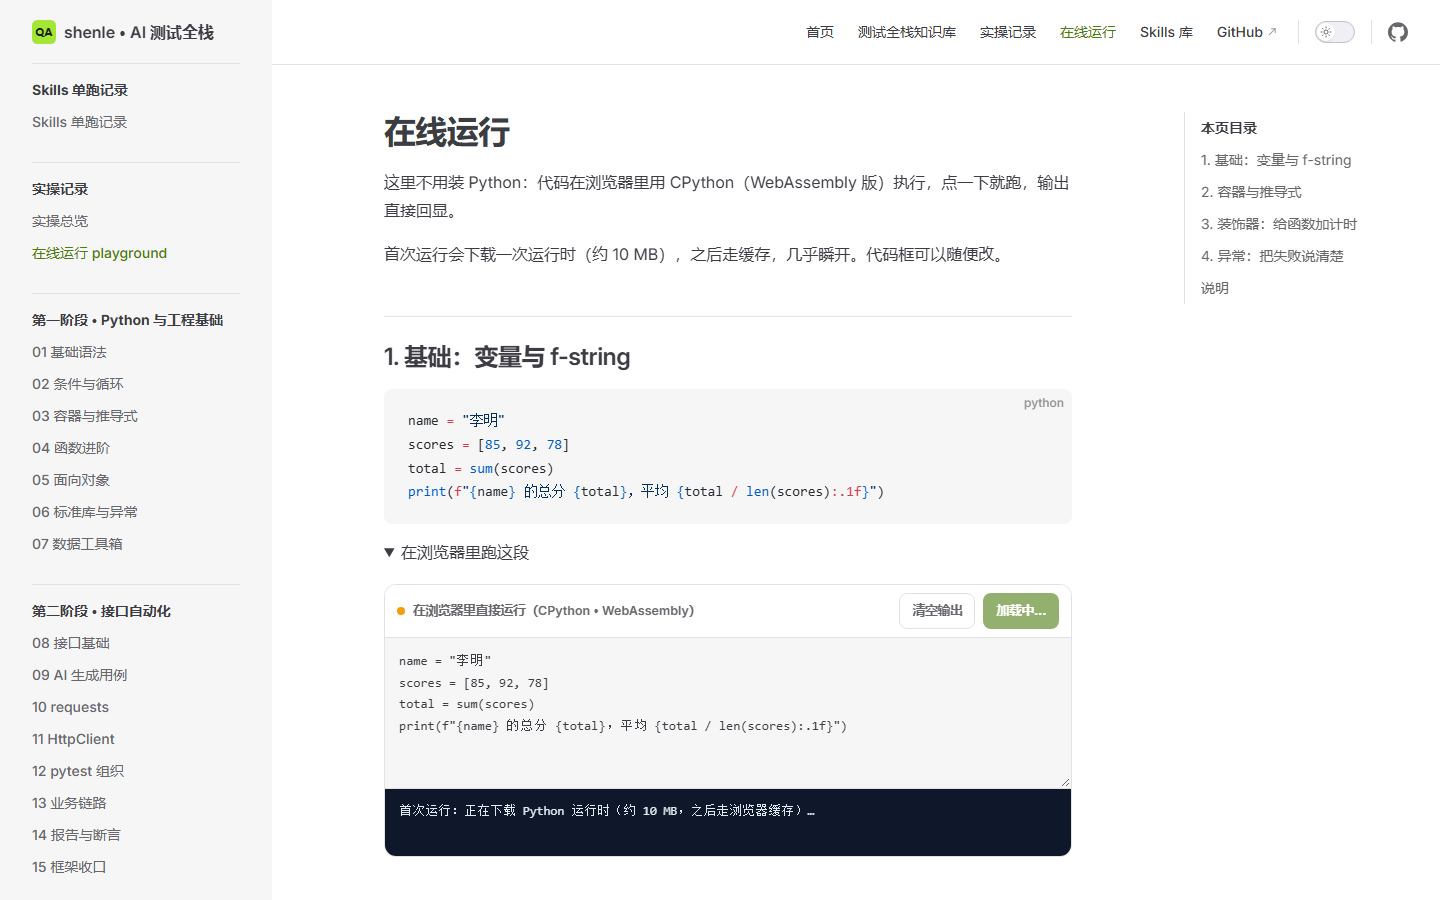 QA shenle • AI 测试全栈
首页 测试全栈知识库 实操记录 在线运行 Skills 库 GitHub ↗
Skills 单跑记录
Skills 单跑记录
实操记录
实操总览
在线运行 playground
第一阶段 • Python 与工程基础
01 基础语法
02 条件与循环
03 容器与推导式
04 函数进阶
05 面向对象
06 标准库与异常
07 数据工具箱
第二阶段 • 接口自动化
08 接口基础
09 AI 生成用例
10 requests
11 HttpClient
12 pytest 组织
13 业务链路
14 报告与断言
15 框架收口
在线运行
这里不用装 Python：代码在浏览器里用 CPython（WebAssembly 版）执行，点一下就跑，输出
直接回显。
首次运行会下载一次运行时（约 10 MB），之后走缓存，几乎瞬开。代码框可以随便改。
1. 基础：变量与 f-string
python
name = "李明"
scores = [85, 92, 78]
total = sum(scores)
print(f"{name} 的总分 {total}，平均 {total / len(scores):.1f}")
▼ 在浏览器里跑这段
在浏览器里直接运行（CPython • WebAssembly）
清空输出
加载中...
name = "李明"
scores = [85, 92, 78]
total = sum(scores)
print(f"{name} 的总分 {total}，平均 {total / len(scores):.1f}")
首次运行：正在下载 Python 运行时（约 10 MB，之后走浏览器缓存）…
本页目录
1. 基础：变量与 f-string
2. 容器与推导式
3. 装饰器：给函数加计时
4. 异常：把失败说清楚
说明